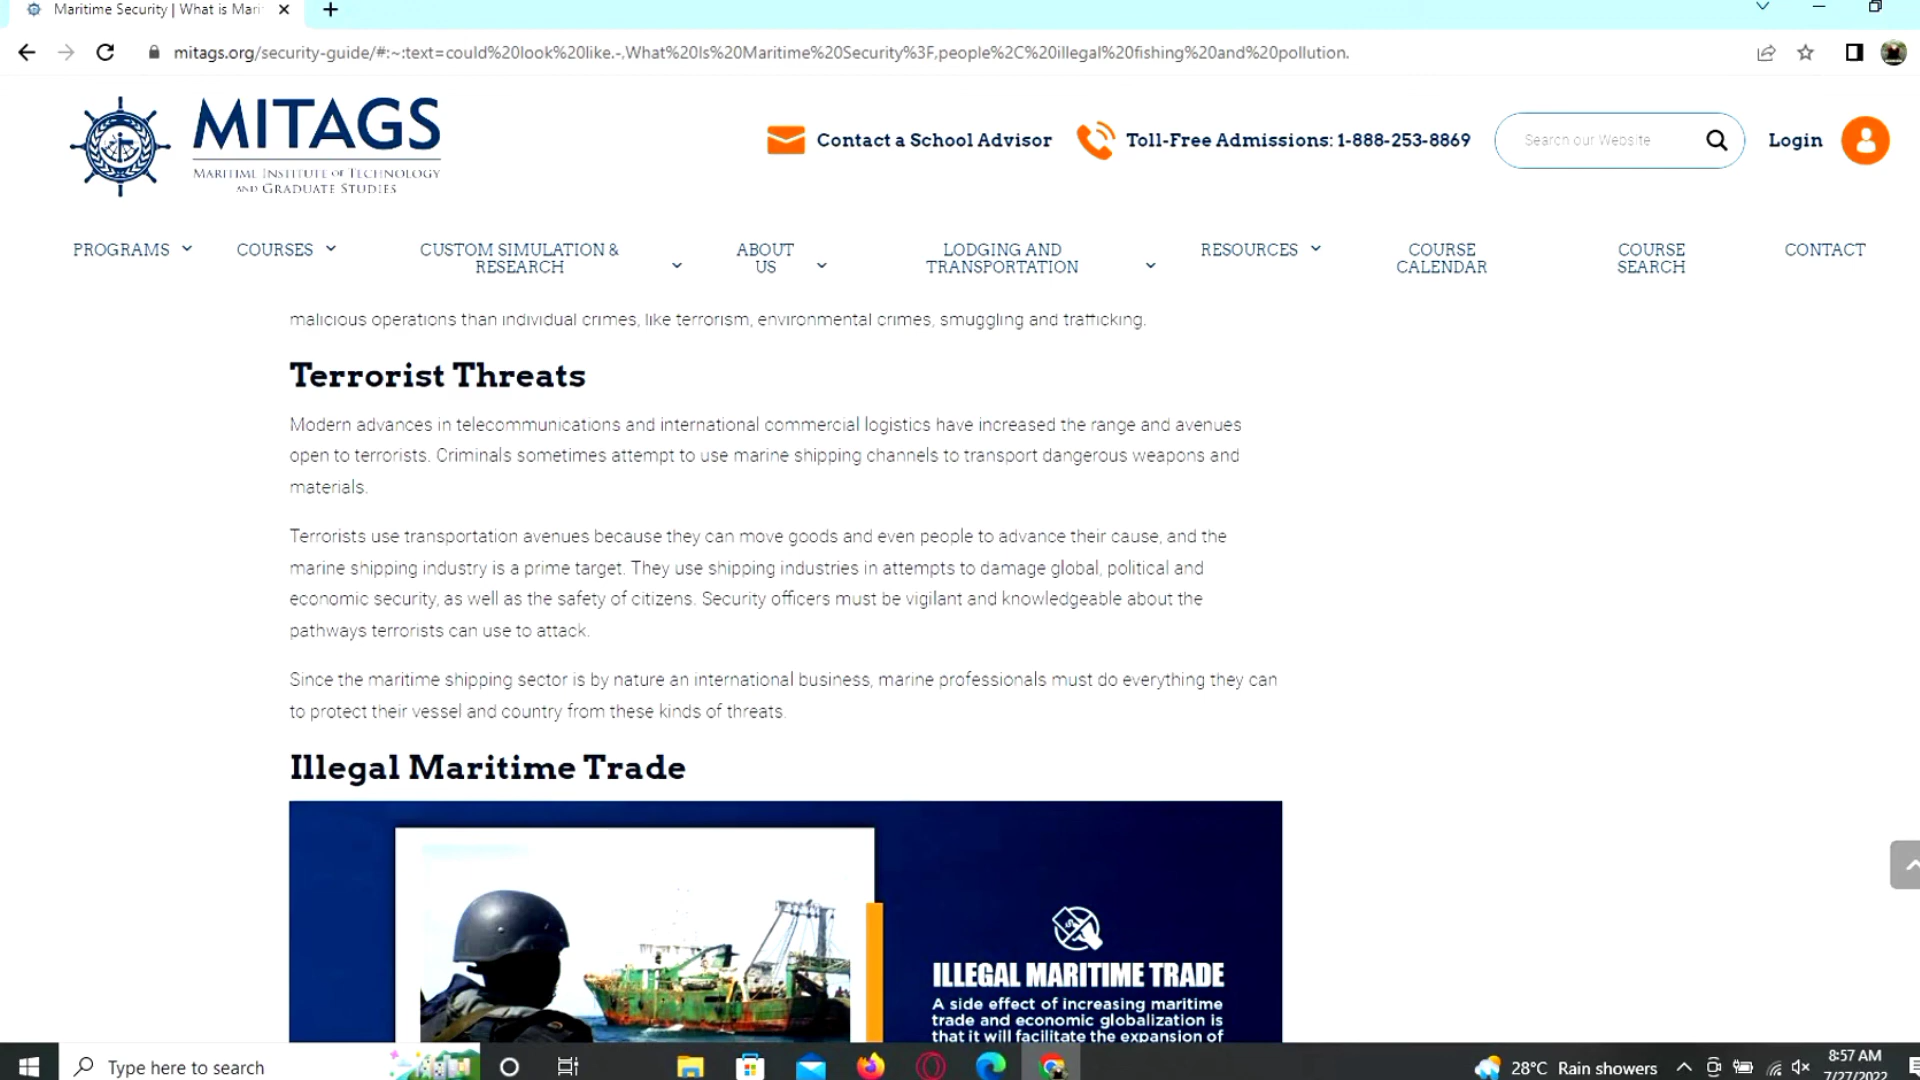 Maritime Security | What is Mari
mitags.org/security-guide/#:~:text=could%20look%20like.-,What%20Is%20Maritime%20Security%3F,people%2C%20illegal%20fishing%20and%20pollution.
MITAGS
MARITIME INSTITUTE OF TECHNOLOGY
AND GRADUATE STUDIES
Contact a School Advisor
Toll-Free Admissions: 1-888-253-8869
Search our Website
Login
PROGRAMS
COURSES
CUSTOM SIMULATION &
RESEARCH
ABOUT
US
LODGING AND
TRANSPORTATION
RESOURCES
COURSE
CALENDAR
COURSE
SEARCH
CONTACT
malicious operations than individual crimes, like terrorism, environmental crimes, smuggling and trafficking.
Terrorist Threats
Modern advances in telecommunications and international commercial logistics have increased the range and avenues
open to terrorists. Criminals sometimes attempt to use marine shipping channels to transport dangerous weapons and
materials.
Terrorists use transportation avenues because they can move goods and even people to advance their cause, and the
marine shipping industry is a prime target. They use shipping industries in attempts to damage global, political and
economic security, as well as the safety of citizens. Security officers must be vigilant and knowledgeable about the
pathways terrorists can use to attack.
Since the maritime shipping sector is by nature an international business, marine professionals must do everything they can
to protect their vessel and country from these kinds of threats.
Illegal Maritime Trade
ILLEGAL MARITIME TRADE
A side effect of increasing maritime
trade and economic globalization is
that it will facilitate the expansion of
Type here to search
28°C Rain showers
8:57 AM
7/27/2022